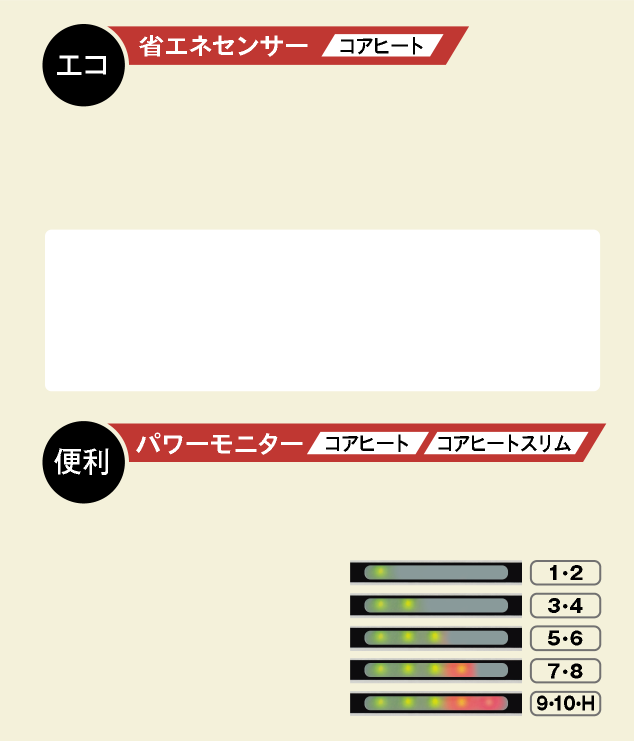 エコ
省エネセンサー コアヒート
便利
パワーモニター コアヒート コアヒートスリム
1・2
3・4
5・6
7・8
9・10・H